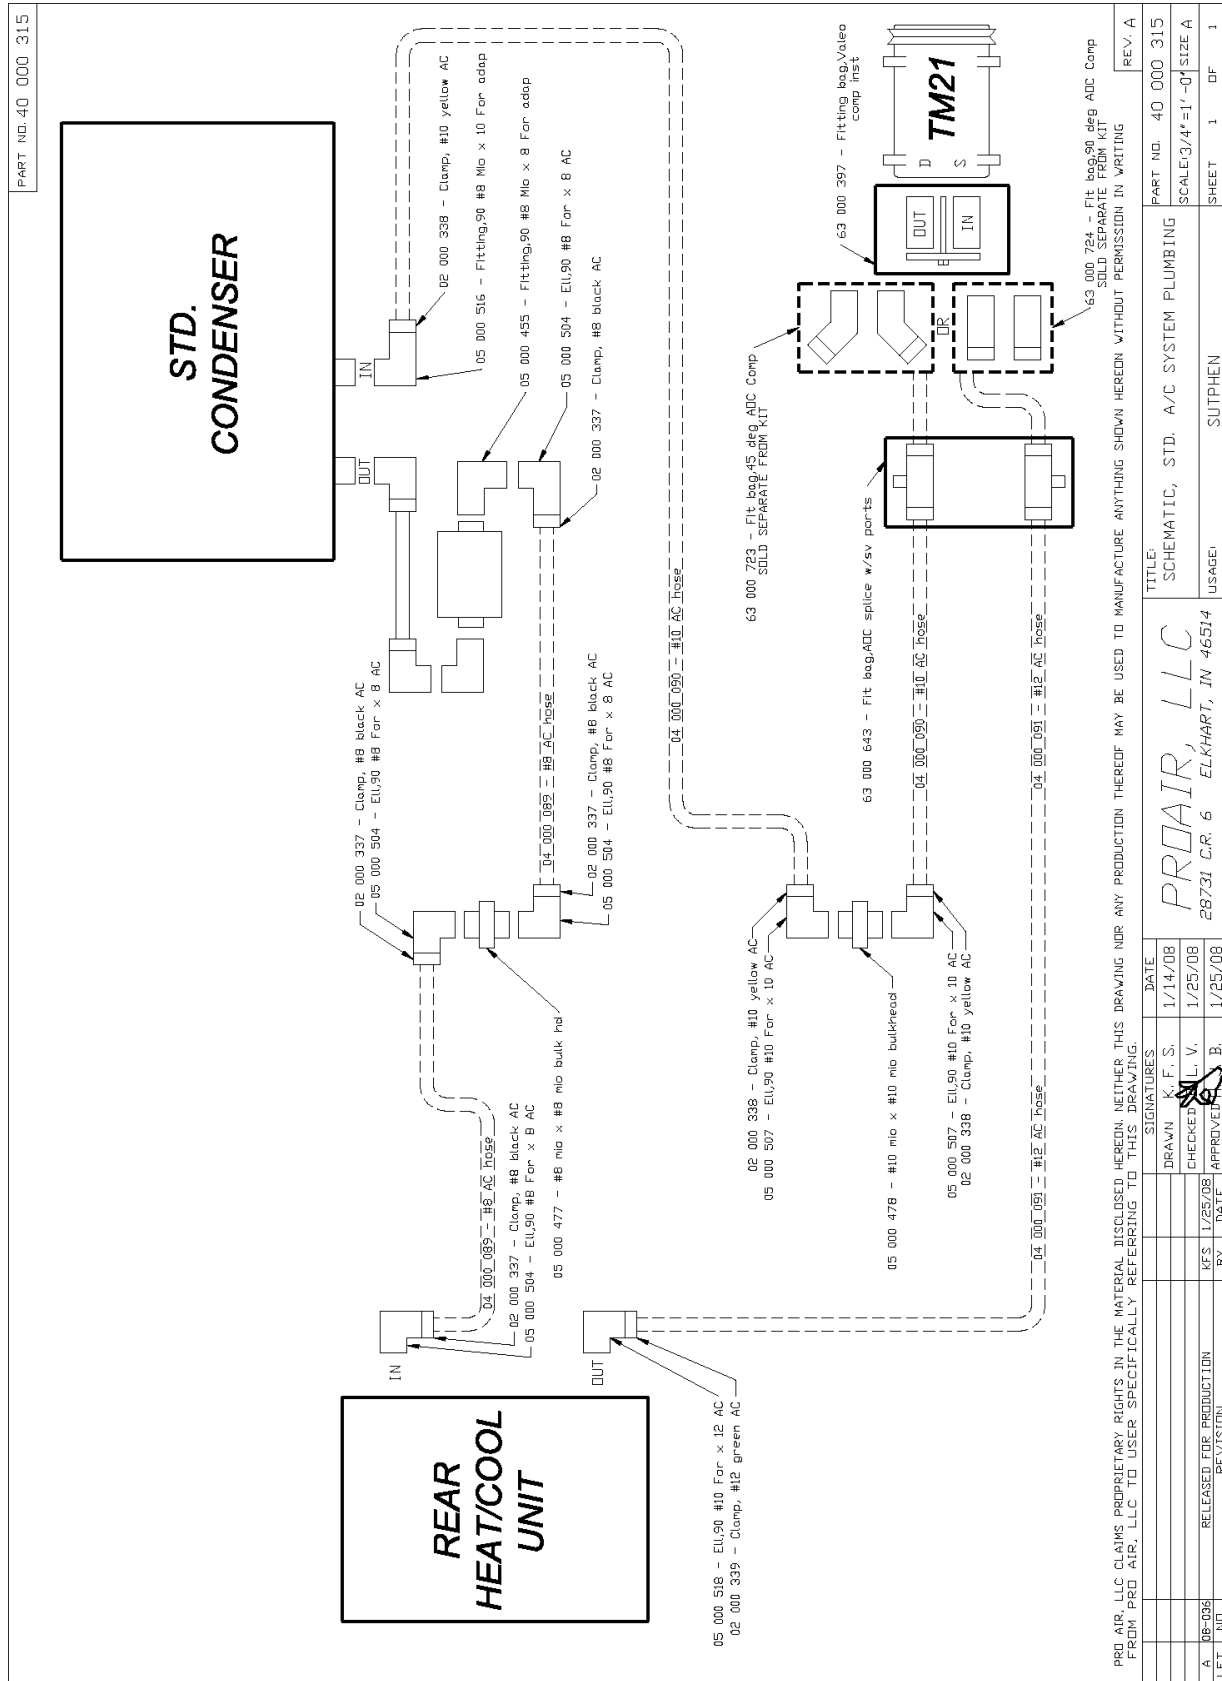 PART NO. 40 000 315
STD.
CONDENSER
OUT
IN
02 000 338 - Clamp, #10 yellow AC
05 000 516 - Fitting,90 #8 Mio x 10 For adap
05 000 455 - Fitting,90 #8 Mio x 8 For adap
05 000 504 - Ell,90 #8 For x 8 AC
02 000 337 - Clamp, #8 black AC
02 000 337 - Clamp, #8 black AC
05 000 504 - Ell,90 #8 For x 8 AC
04 000 089 - #8 AC hose
02 000 337 - Clamp, #8 black AC
05 000 504 - Ell,90 #8 For x 8 AC
04 000 089 - #8 AC hose
02 000 337 - Clamp, #8 black AC
05 000 504 - Ell,90 #8 For x 8 AC
05 000 477 - #8 mio x #8 mio bulk hd
IN
OUT
REAR
HEAT/COOL
UNIT
05 000 518 - Ell,90 #10 For x 12 AC
02 000 339 - Clamp, #12 green AC
04 000 090 - #10 AC hose
02 000 338 - Clamp, #10 yellow AC
05 000 507 - Ell,90 #10 For x 10 AC
05 000 478 - #10 mio x #10 mio bulkhead
05 000 507 - Ell,90 #10 For x 10 AC
02 000 338 - Clamp, #10 yellow AC
63 000 723 - Fit bag,45 deg ADC Comp
SOLD SEPARATE FROM KIT
63 000 643 - Fit bag,ADC splice w/sv ports
04 000 090 - #10 AC hose
04 000 091 - #12 AC hose
04 000 091 - #12 AC hose
63 000 397 - Fitting bag,Valeo
comp inst
OUT
IN
D
S
TM21
OR
63 000 724 - Fit bag,90 deg ADC Comp
SOLD SEPARATE FROM KIT
PRO AIR, LLC CLAIMS PROPRIETARY RIGHTS IN THE MATERIAL DISCLOSED HEREON. NEITHER THIS DRAWING NOR ANY PRODUCTION THEREOF MAY BE USED TO MANUFACTURE ANYTHING SHOWN HEREON WITHOUT PERMISSION IN WRITING
FROM PRO AIR, LLC TO USER SPECIFICALLY REFERRING TO THIS DRAWING.
REV. A
A 08-036 RELEASED FOR PRODUCTION KFS 1/25/08
LET NO. REVISION BY DATE
SIGNATURES DATE
DRAWN K. F. S. 1/14/08
CHECKED L. V. 1/25/08
APPROVED B. 1/25/08
PROAIR, LLC
28731 C.R. 6 ELKHART, IN 46514
TITLE:
SCHEMATIC, STD. A/C SYSTEM PLUMBING
USAGE: SUTPHEN
PART NO. 40 000 315
SCALE:3/4"=1'-0" SIZE A
SHEET 1 OF 1